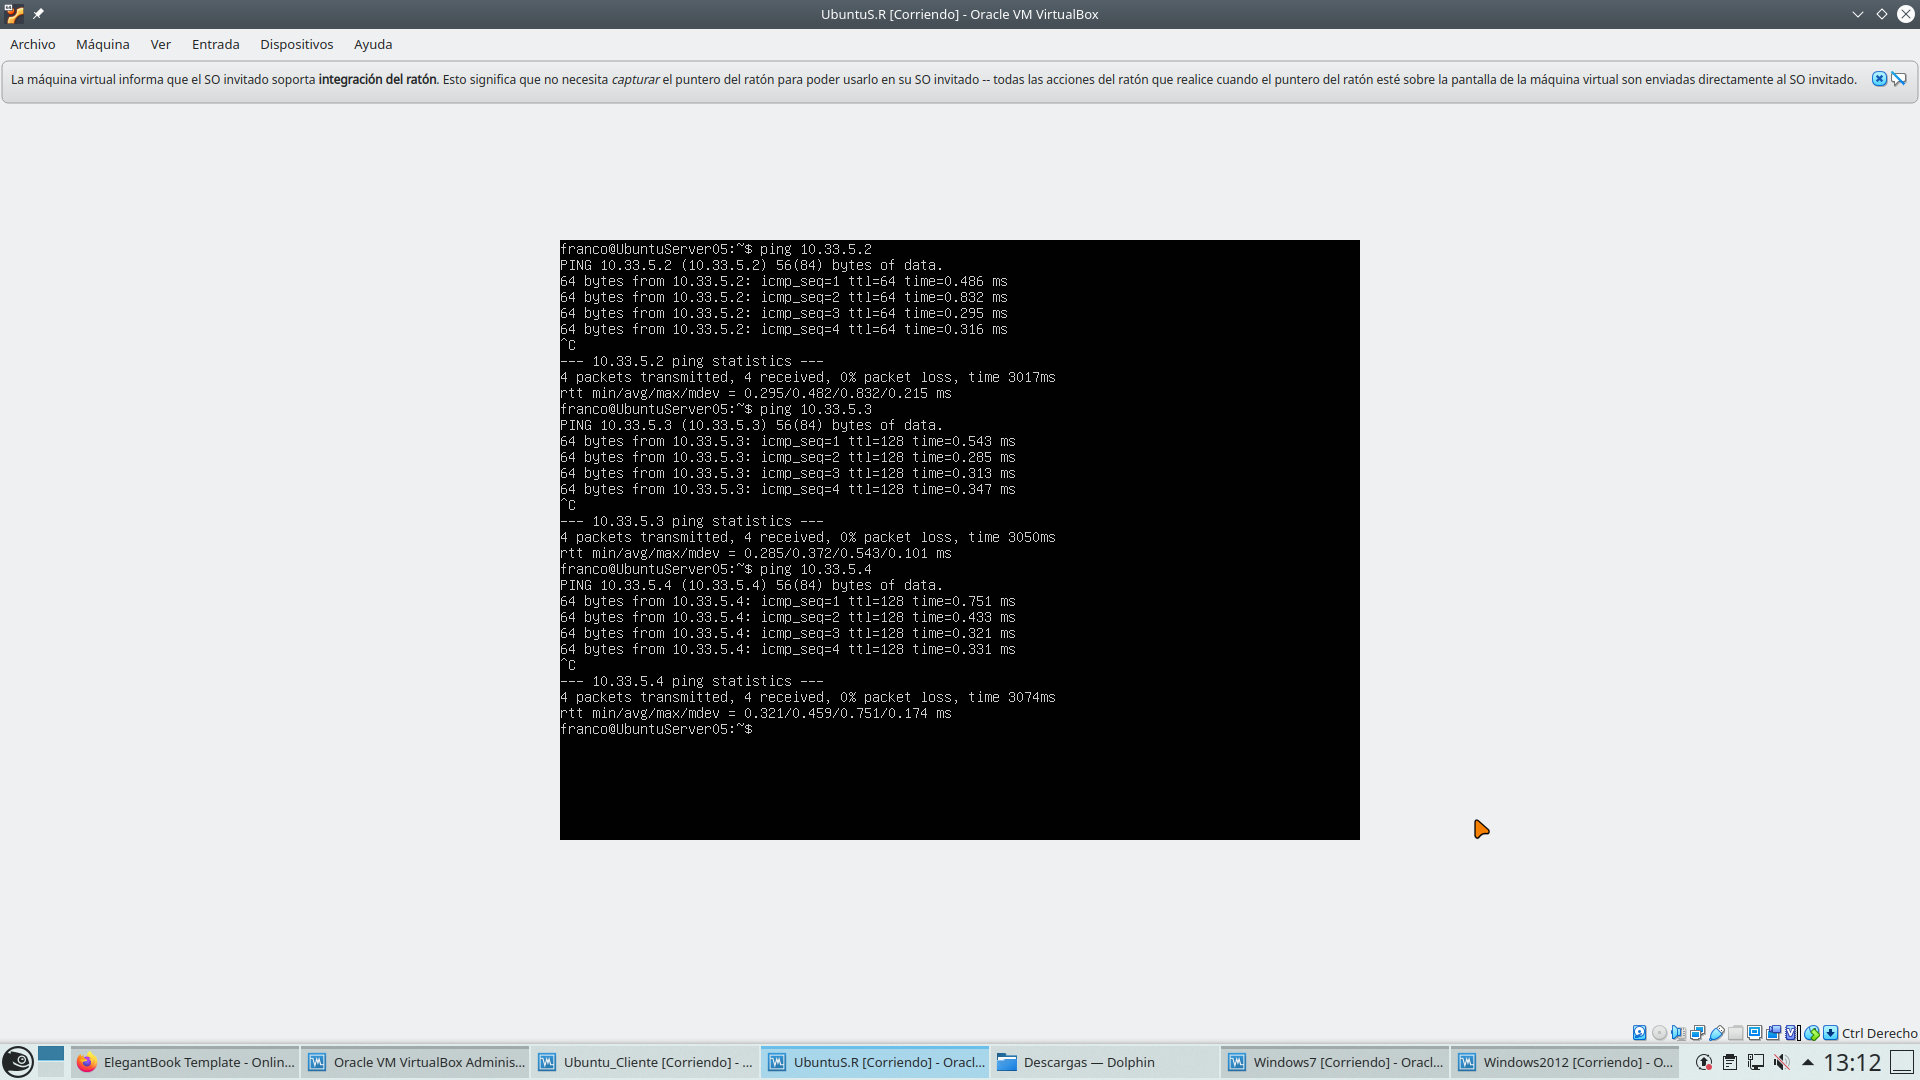 UbuntuS.R [Corriendo] - Oracle VM VirtualBox
Archivo Máquina Ver Entrada Dispositivos Ayuda
La máquina virtual informa que el SO invitado soporta integración del ratón. Esto significa que no necesita capturar el puntero del ratón para poder usarlo en su SO invitado -- todas las acciones del ratón que realice cuando el puntero del ratón esté sobre la pantalla de la máquina virtual son enviadas directamente al SO invitado.
franco@UbuntuServer05:~$ ping 10.33.5.2
PING 10.33.5.2 (10.33.5.2) 56(84) bytes of data.
64 bytes from 10.33.5.2: icmp_seq=1 ttl=64 time=0.486 ms
64 bytes from 10.33.5.2: icmp_seq=2 ttl=64 time=0.832 ms
64 bytes from 10.33.5.2: icmp_seq=3 ttl=64 time=0.295 ms
64 bytes from 10.33.5.2: icmp_seq=4 ttl=64 time=0.316 ms
^C
--- 10.33.5.2 ping statistics ---
4 packets transmitted, 4 received, 0% packet loss, time 3017ms
rtt min/avg/max/mdev = 0.295/0.482/0.832/0.215 ms
franco@UbuntuServer05:~$ ping 10.33.5.3
PING 10.33.5.3 (10.33.5.3) 56(84) bytes of data.
64 bytes from 10.33.5.3: icmp_seq=1 ttl=128 time=0.543 ms
64 bytes from 10.33.5.3: icmp_seq=2 ttl=128 time=0.285 ms
64 bytes from 10.33.5.3: icmp_seq=3 ttl=128 time=0.313 ms
64 bytes from 10.33.5.3: icmp_seq=4 ttl=128 time=0.347 ms
^C
--- 10.33.5.3 ping statistics ---
4 packets transmitted, 4 received, 0% packet loss, time 3050ms
rtt min/avg/max/mdev = 0.285/0.372/0.543/0.101 ms
franco@UbuntuServer05:~$ ping 10.33.5.4
PING 10.33.5.4 (10.33.5.4) 56(84) bytes of data.
64 bytes from 10.33.5.4: icmp_seq=1 ttl=128 time=0.751 ms
64 bytes from 10.33.5.4: icmp_seq=2 ttl=128 time=0.433 ms
64 bytes from 10.33.5.4: icmp_seq=3 ttl=128 time=0.321 ms
64 bytes from 10.33.5.4: icmp_seq=4 ttl=128 time=0.331 ms
^C
--- 10.33.5.4 ping statistics ---
4 packets transmitted, 4 received, 0% packet loss, time 3074ms
rtt min/avg/max/mdev = 0.321/0.459/0.751/0.174 ms
franco@UbuntuServer05:~$
Ctrl Derecho
ElegantBook Template - Onlin... Oracle VM VirtualBox Adminis... Ubuntu_Cliente [Corriendo] - ... UbuntuS.R [Corriendo] - Oracl... Descargas — Dolphin Windows7 [Corriendo] - Oracl... Windows2012 [Corriendo] - O... 13:12